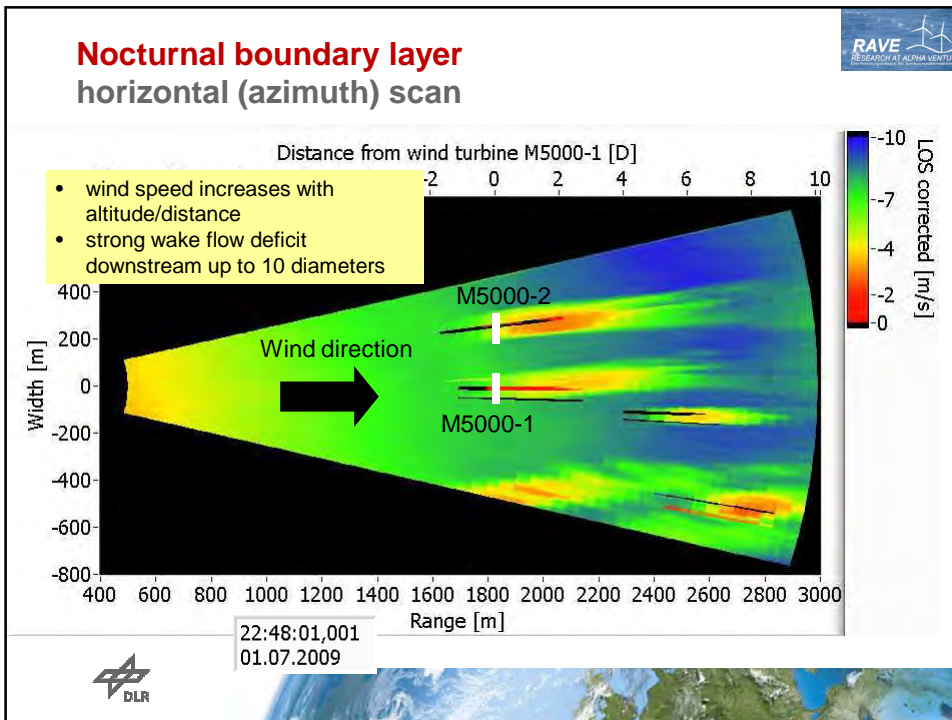 Nocturnal boundary layer
horizontal (azimuth) scan
RAVE
RESEARCH AT ALPHA VENTU
Distance from wind turbine M5000-1 [D]
-2 0 2 4 6 8 10
• wind speed increases with
altitude/distance
• strong wake flow deficit
downstream up to 10 diameters
400
200
0
-200
-400
-600
-800
Width [m]
M5000-2
Wind direction
M5000-1
400 600 800 1000 1200 1400 1600 1800 2000 2200 2400 2600 2800 3000
Range [m]
-10
-7
-4
-2
-0
LOS corrected [m/s]
22:48:01,001
01.07.2009
DLR